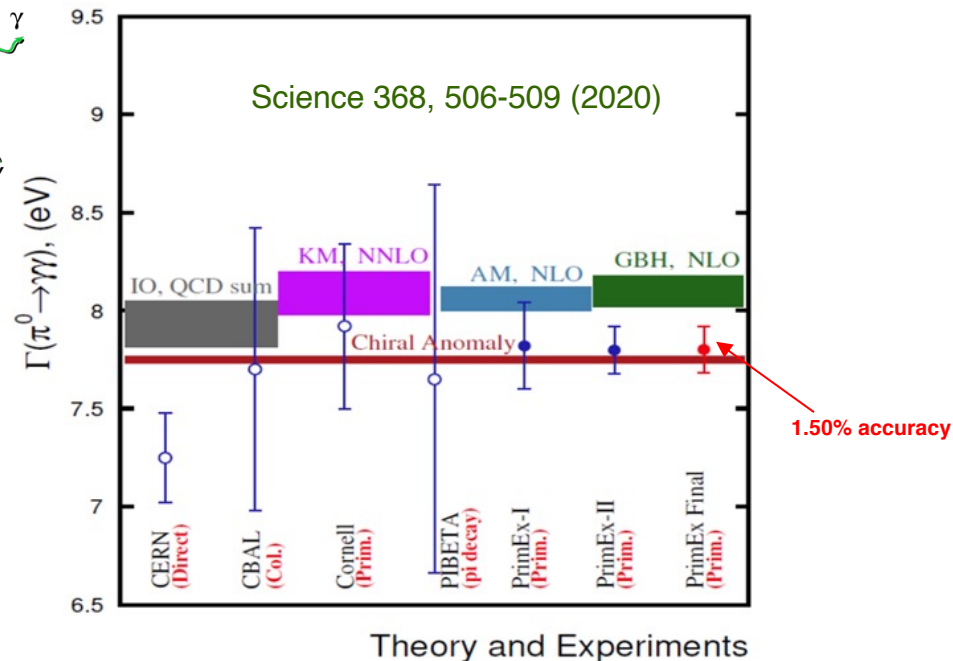 γ
Science 368, 506-509 (2020)
Γ(π⁰→γγ), (eV)
9.5
9
8.5
8
7.5
7
6.5
IO, QCD sum
KM, NNLO
AM, NLO
GBH, NLO
Chiral Anomaly
1.50% accuracy
CERN
(Direct)
CBAL
(Col.)
Cornell
(Prim.)
PIBETA
(pi decay)
PrimEx-I
(Prim.)
PrimEx-II
(Prim.)
PrimEx Final
(Prim.)
Theory and Experiments